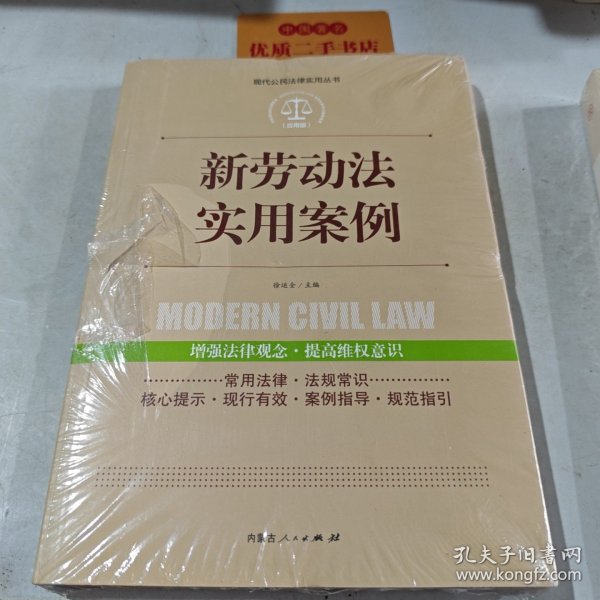 中国著名
优质二手书店
现代公民法律实用丛书
(应用版)
新劳动法
实用案例
徐运全/主编
MODERN CIVIL LAW
增强法律观念·提高维权意识
常用法律·法规常识
核心提示·现行有效·案例指导·规范指引
内蒙古人民出版社
孔夫子旧书网
www.kongfz.com